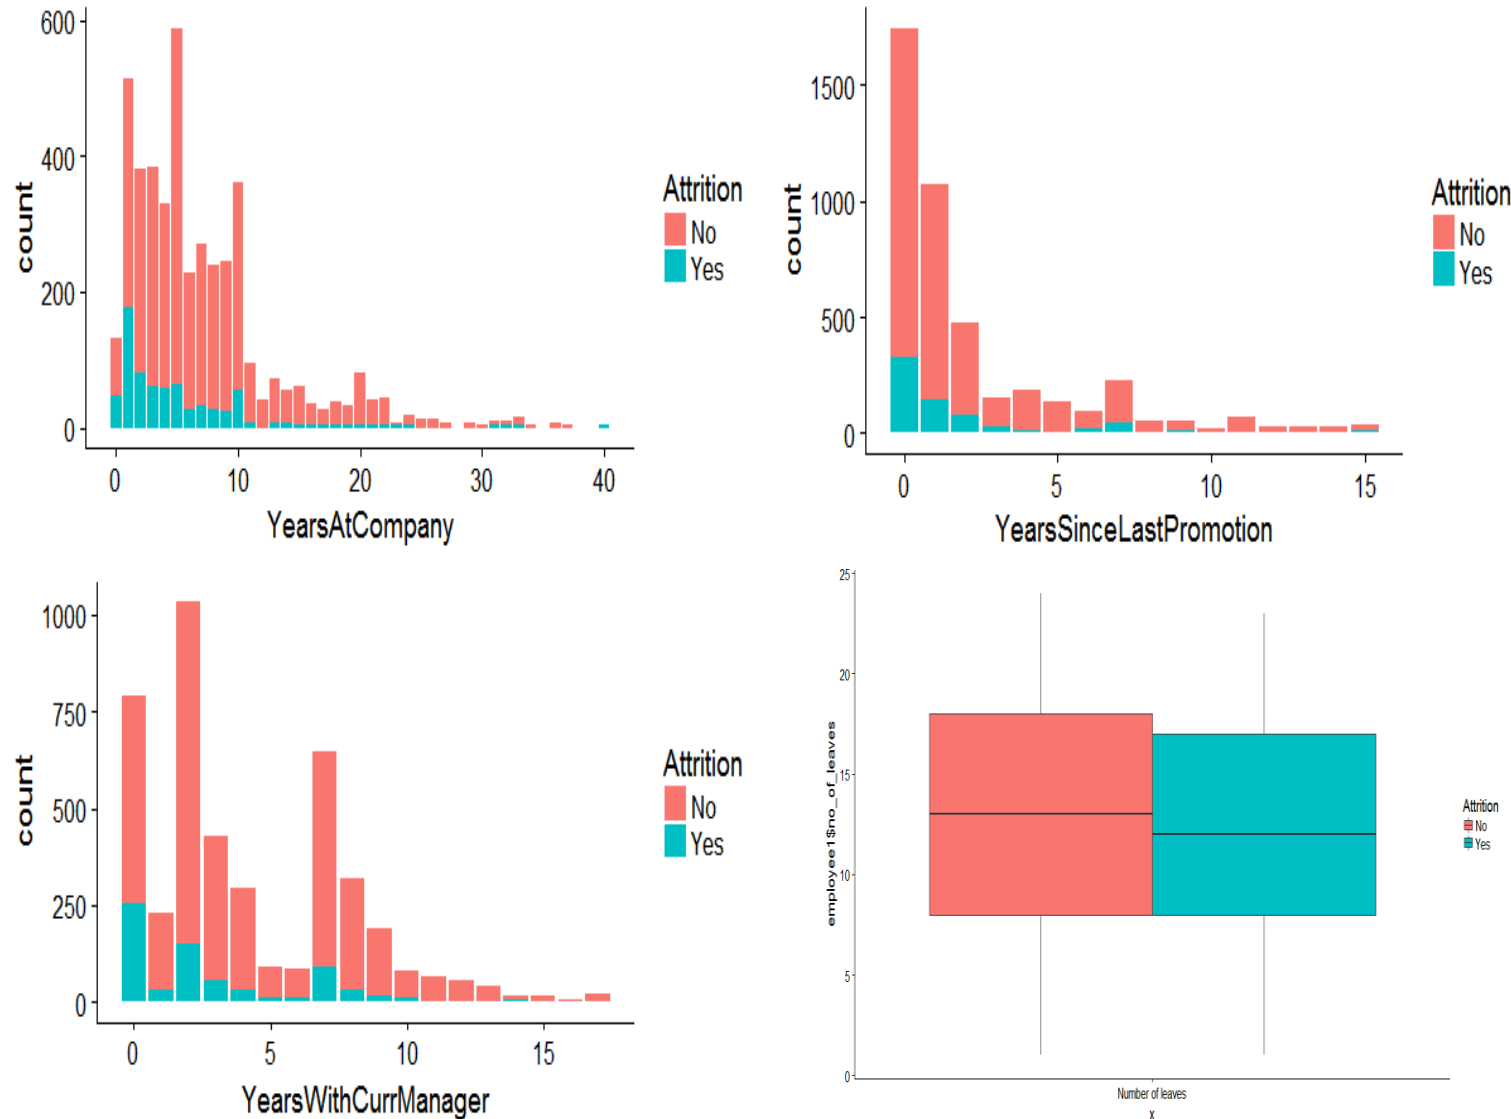 600
400
200
0
count
0 10 20 30 40
YearsAtCompany
Attrition
No
Yes
1500
1000
500
0
count
0 5 10 15
YearsSinceLastPromotion
Attrition
No
Yes
1000
750
500
250
0
count
0 5 10 15
YearsWithCurrManager
Attrition
No
Yes
25
20
15
10
5
0
employee1$no_of_leaves
Number of leaves
x
Attrition
No
Yes